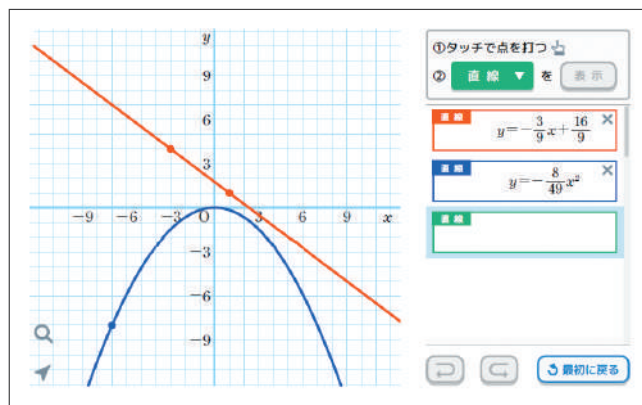 ①タッチで点を打つ
② 直線 ▼ を 表示
直線
y=-3/9x+16/9
×
直線
y=-8/49x²
×
直線
最初に戻る
y
9
6
3
-9 -6 -3 O 3 6 9 x
-3
-6
-9